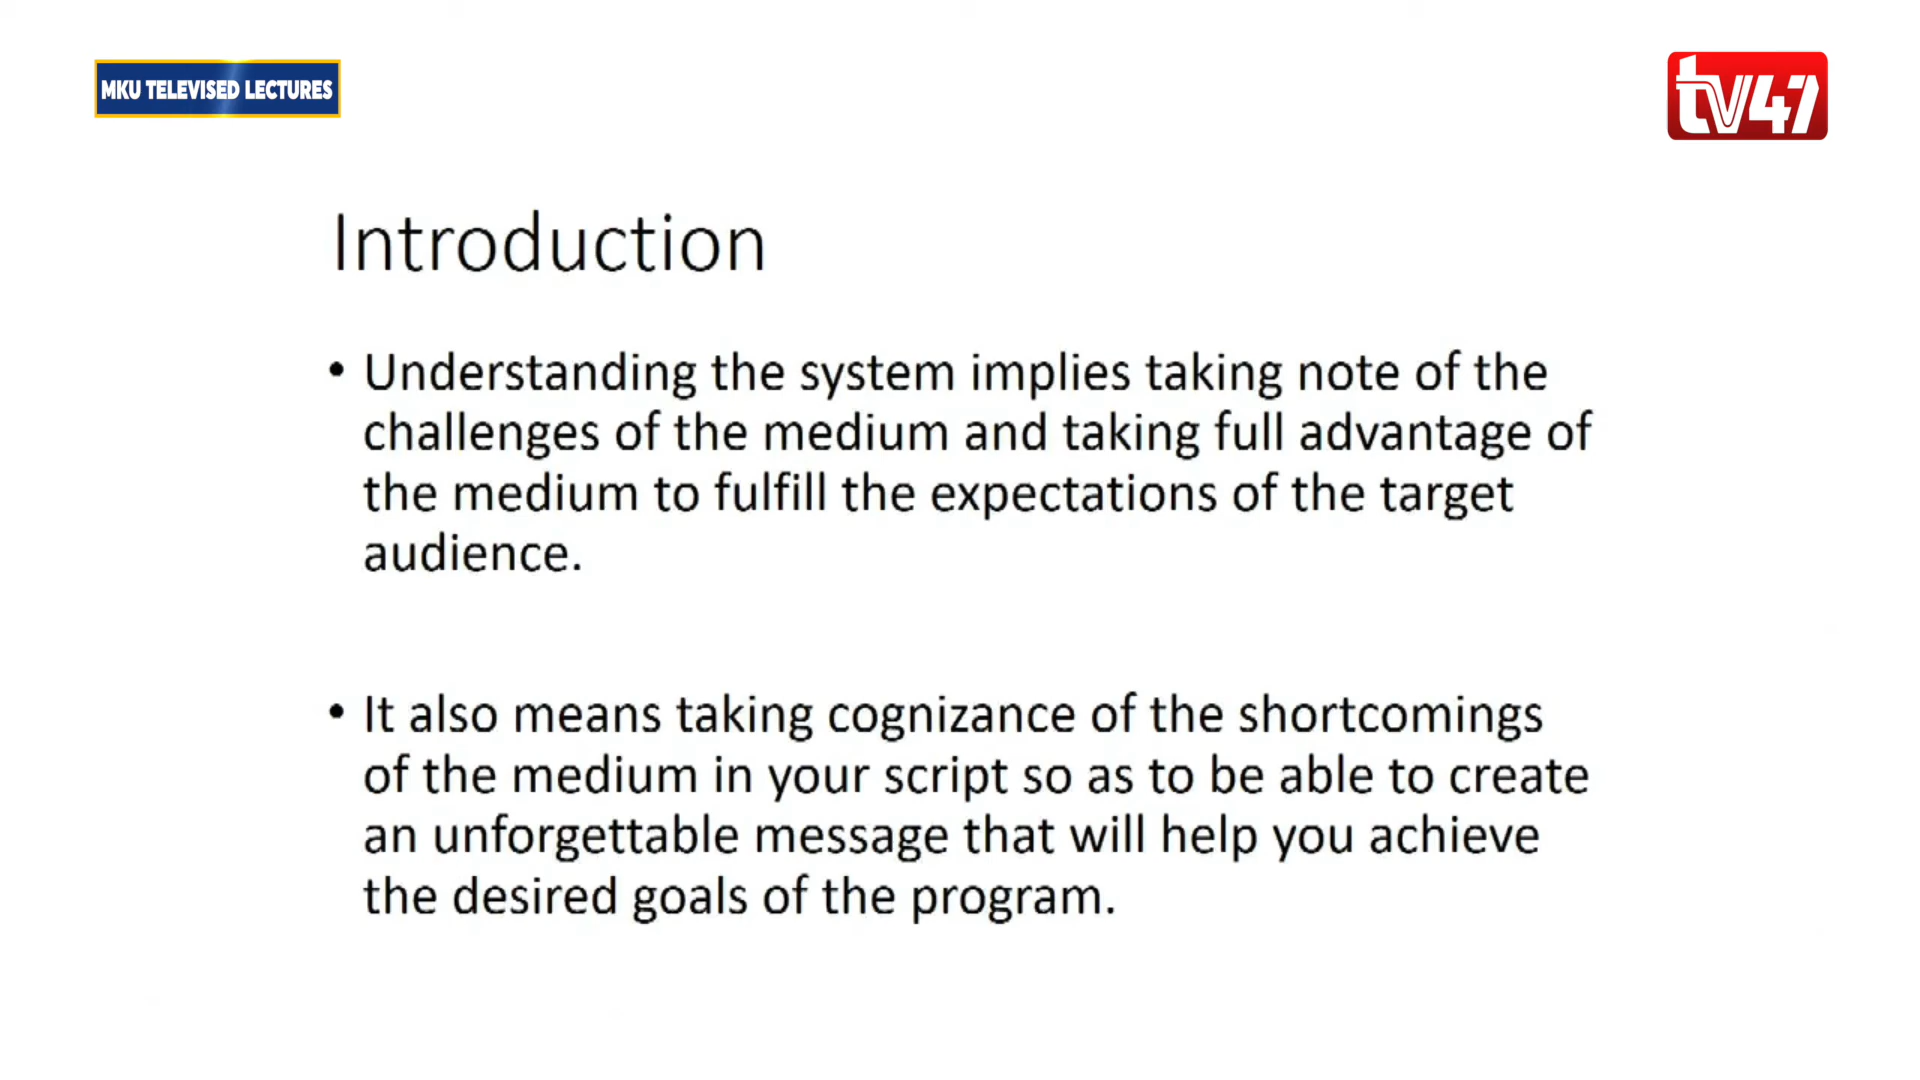 MKU TELEVISED LECTURES
tv47
Introduction
• Understanding the system implies taking note of the
challenges of the medium and taking full advantage of
the medium to fulfill the expectations of the target
audience.
• It also means taking cognizance of the shortcomings
of the medium in your script so as to be able to create
an unforgettable message that will help you achieve
the desired goals of the program.